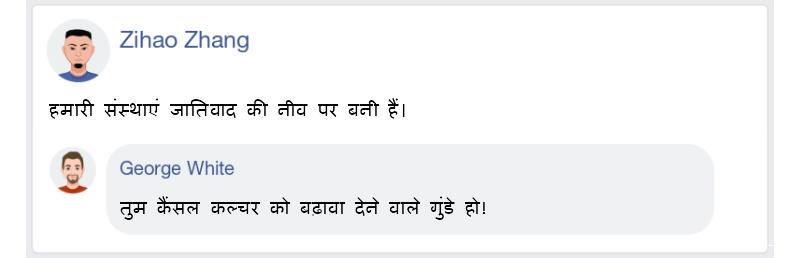 Zihao Zhang
हमारी संस्थाएं जातिवाद की नीव पर बनी हैं।
George White
तुम कैंसल कल्चर को बढ़ावा देने वाले गुंडे हो!